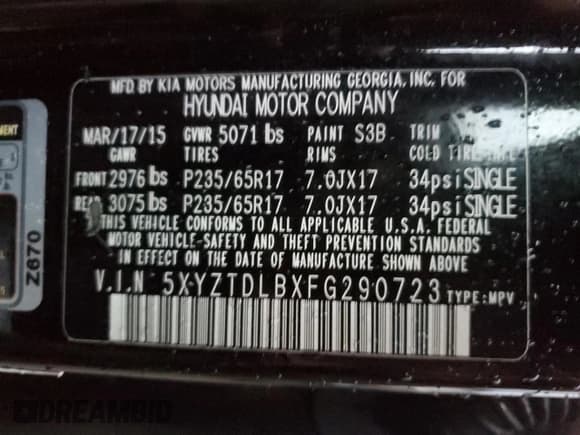 MFD. BY KIA MOTORS MANUFACTURING GEORGIA, INC. FOR
HYUNDAI MOTOR COMPANY
MAR/17/15 GVWR 5071 lbs PAINT S3B TRIM
GAWR TIRES RIMS COLD TIRE
FRONT 2976 lbs P235/65R17 7.0JX17 34psi SINGLE
REAR 3075 lbs P235/65R17 7.0JX17 34psi SINGLE
THIS VEHICLE CONFORMS TO ALL APPLICABLE U.S.A. FEDERAL
MOTOR VEHICLE-SAFETY AND THEFT PREVENTION STANDARDS
IN EFFECT ON THE DATE OF MANUFACTURE SHOWN ABOVE
V.I.N 5XYZTDLBXFG290723 TYPE:MPV
Z670
DREAMBID